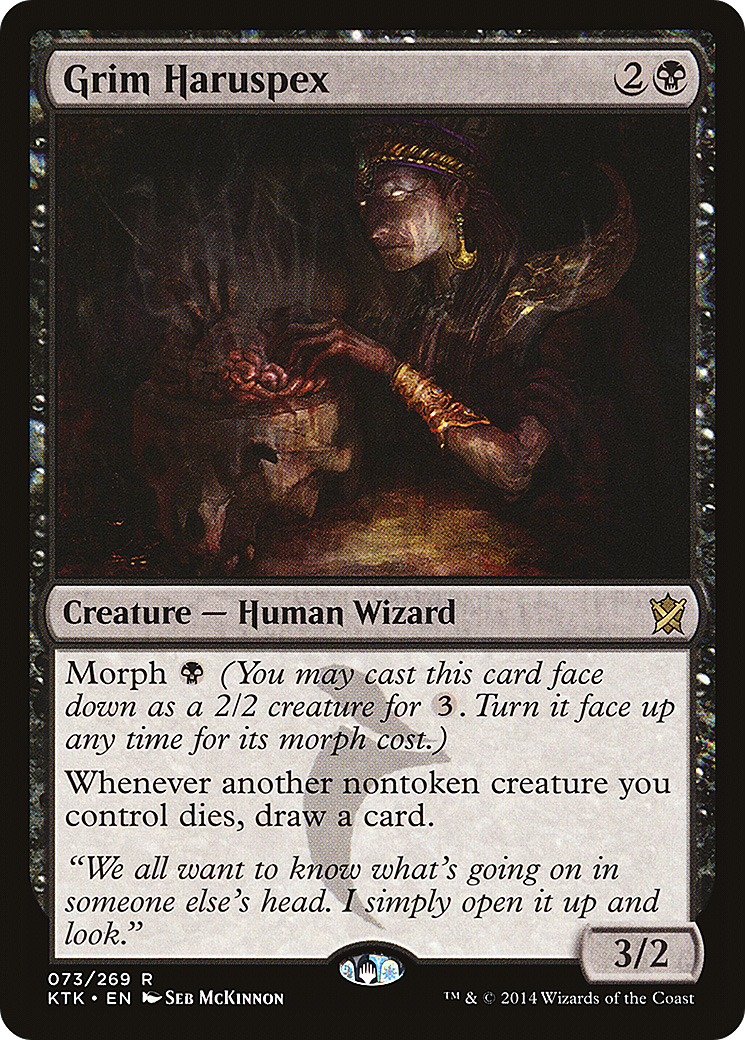 Grim Haruspex 2
Creature — Human Wizard
Morph (You may cast this card face
down as a 2/2 creature for 3. Turn it face up
any time for its morph cost.)
Whenever another nontoken creature you
control dies, draw a card.
“We all want to know what’s going on in
someone else’s head. I simply open it up and
look.”
3/2
073/269 R
KTK • EN Seb McKinnon
™ & © 2014 Wizards of the Coast